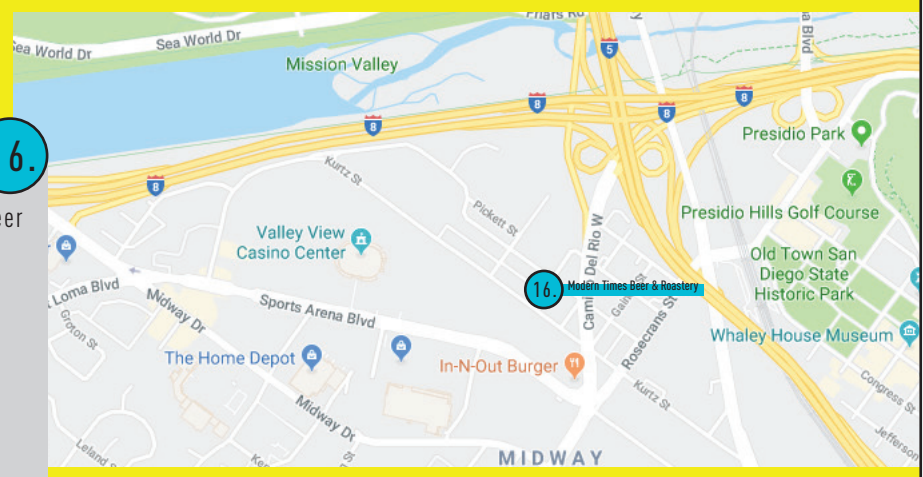 Friars Rd
Sea World Dr
Sea World Dr
Mission Valley
5
8
8
8
8
8
6.
eer
Kurtz St
Pickett St
Presidio Park
Presidio Hills Golf Course
Valley View
Casino Center
Camino Del Rio W
Old Town San
Diego State
Historic Park
16.
Modern Times Beer & Roastery
Loma Blvd
Midway Dr
Sports Arena Blvd
Rosecrans St
Groton St
Whaley House Museum
The Home Depot
In-N-Out Burger
Kurtz St
Congress St
Midway Dr
Jefferson
Leland St
MIDWAY